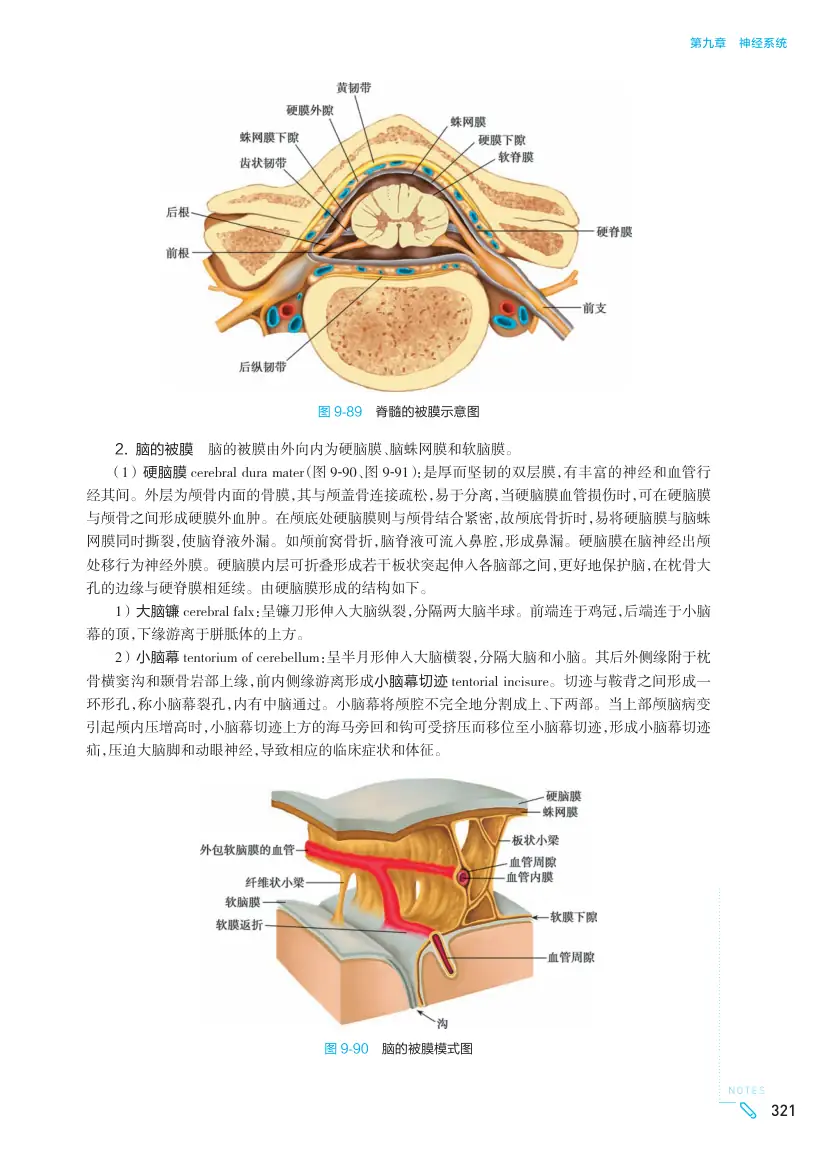 第九章 神经系统
黄韧带
硬膜外隙
蛛网膜
蛛网膜下隙
硬膜下隙
软脊膜
齿状韧带
后根
硬脊膜
前根
前支
后纵韧带
图 9-89 脊髓的被膜示意图
2. 脑的被膜 脑的被膜由外向内为硬脑膜、脑蛛网膜和软脑膜。
(1)硬脑膜 cerebral dura mater(图 9-90、图 9-91):是厚而坚韧的双层膜,有丰富的神经和血管行
经其间。外层为颅骨内面的骨膜,其与颅盖骨连接疏松,易于分离,当硬脑膜血管损伤时,可在硬脑膜
与颅骨之间形成硬膜外血肿。在颅底处硬脑膜则与颅骨结合紧密,故颅底骨折时,易将硬脑膜与脑蛛
网膜同时撕裂,使脑脊液外漏。如颅前窝骨折,脑脊液可流入鼻腔,形成鼻漏。硬脑膜在脑神经出颅
处移行为神经外膜。硬脑膜内层可折叠形成若干板状突起伸入各脑部之间,更好地保护脑,在枕骨大
孔的边缘与硬脊膜相延续。由硬脑膜形成的结构如下。
1)大脑镰 cerebral falx:呈镰刀形伸入大脑纵裂,分隔两大脑半球。前端连于鸡冠,后端连于小脑
幕的顶,下缘游离于胼胝体的上方。
2)小脑幕 tentorium of cerebellum:呈半月形伸入大脑横裂,分隔大脑和小脑。其后外侧缘附于枕
骨横窦沟和颞骨岩部上缘,前内侧缘游离形成小脑幕切迹 tentorial incisure。切迹与鞍背之间形成一
环形孔,称小脑幕裂孔,内有中脑通过。小脑幕将颅腔不完全地分割成上、下两部。当上部颅脑病变
引起颅内压增高时,小脑幕切迹上方的海马旁回和钩可受挤压而移位至小脑幕切迹,形成小脑幕切迹
疝,压迫大脑脚和动眼神经,导致相应的临床症状和体征。
硬脑膜
蛛网膜
板状小梁
外包软脑膜的血管
血管周隙
血管内膜
纤维状小梁
软脑膜
软膜下隙
软膜返折
血管周隙
沟
图 9-90 脑的被膜模式图
NOTES
321